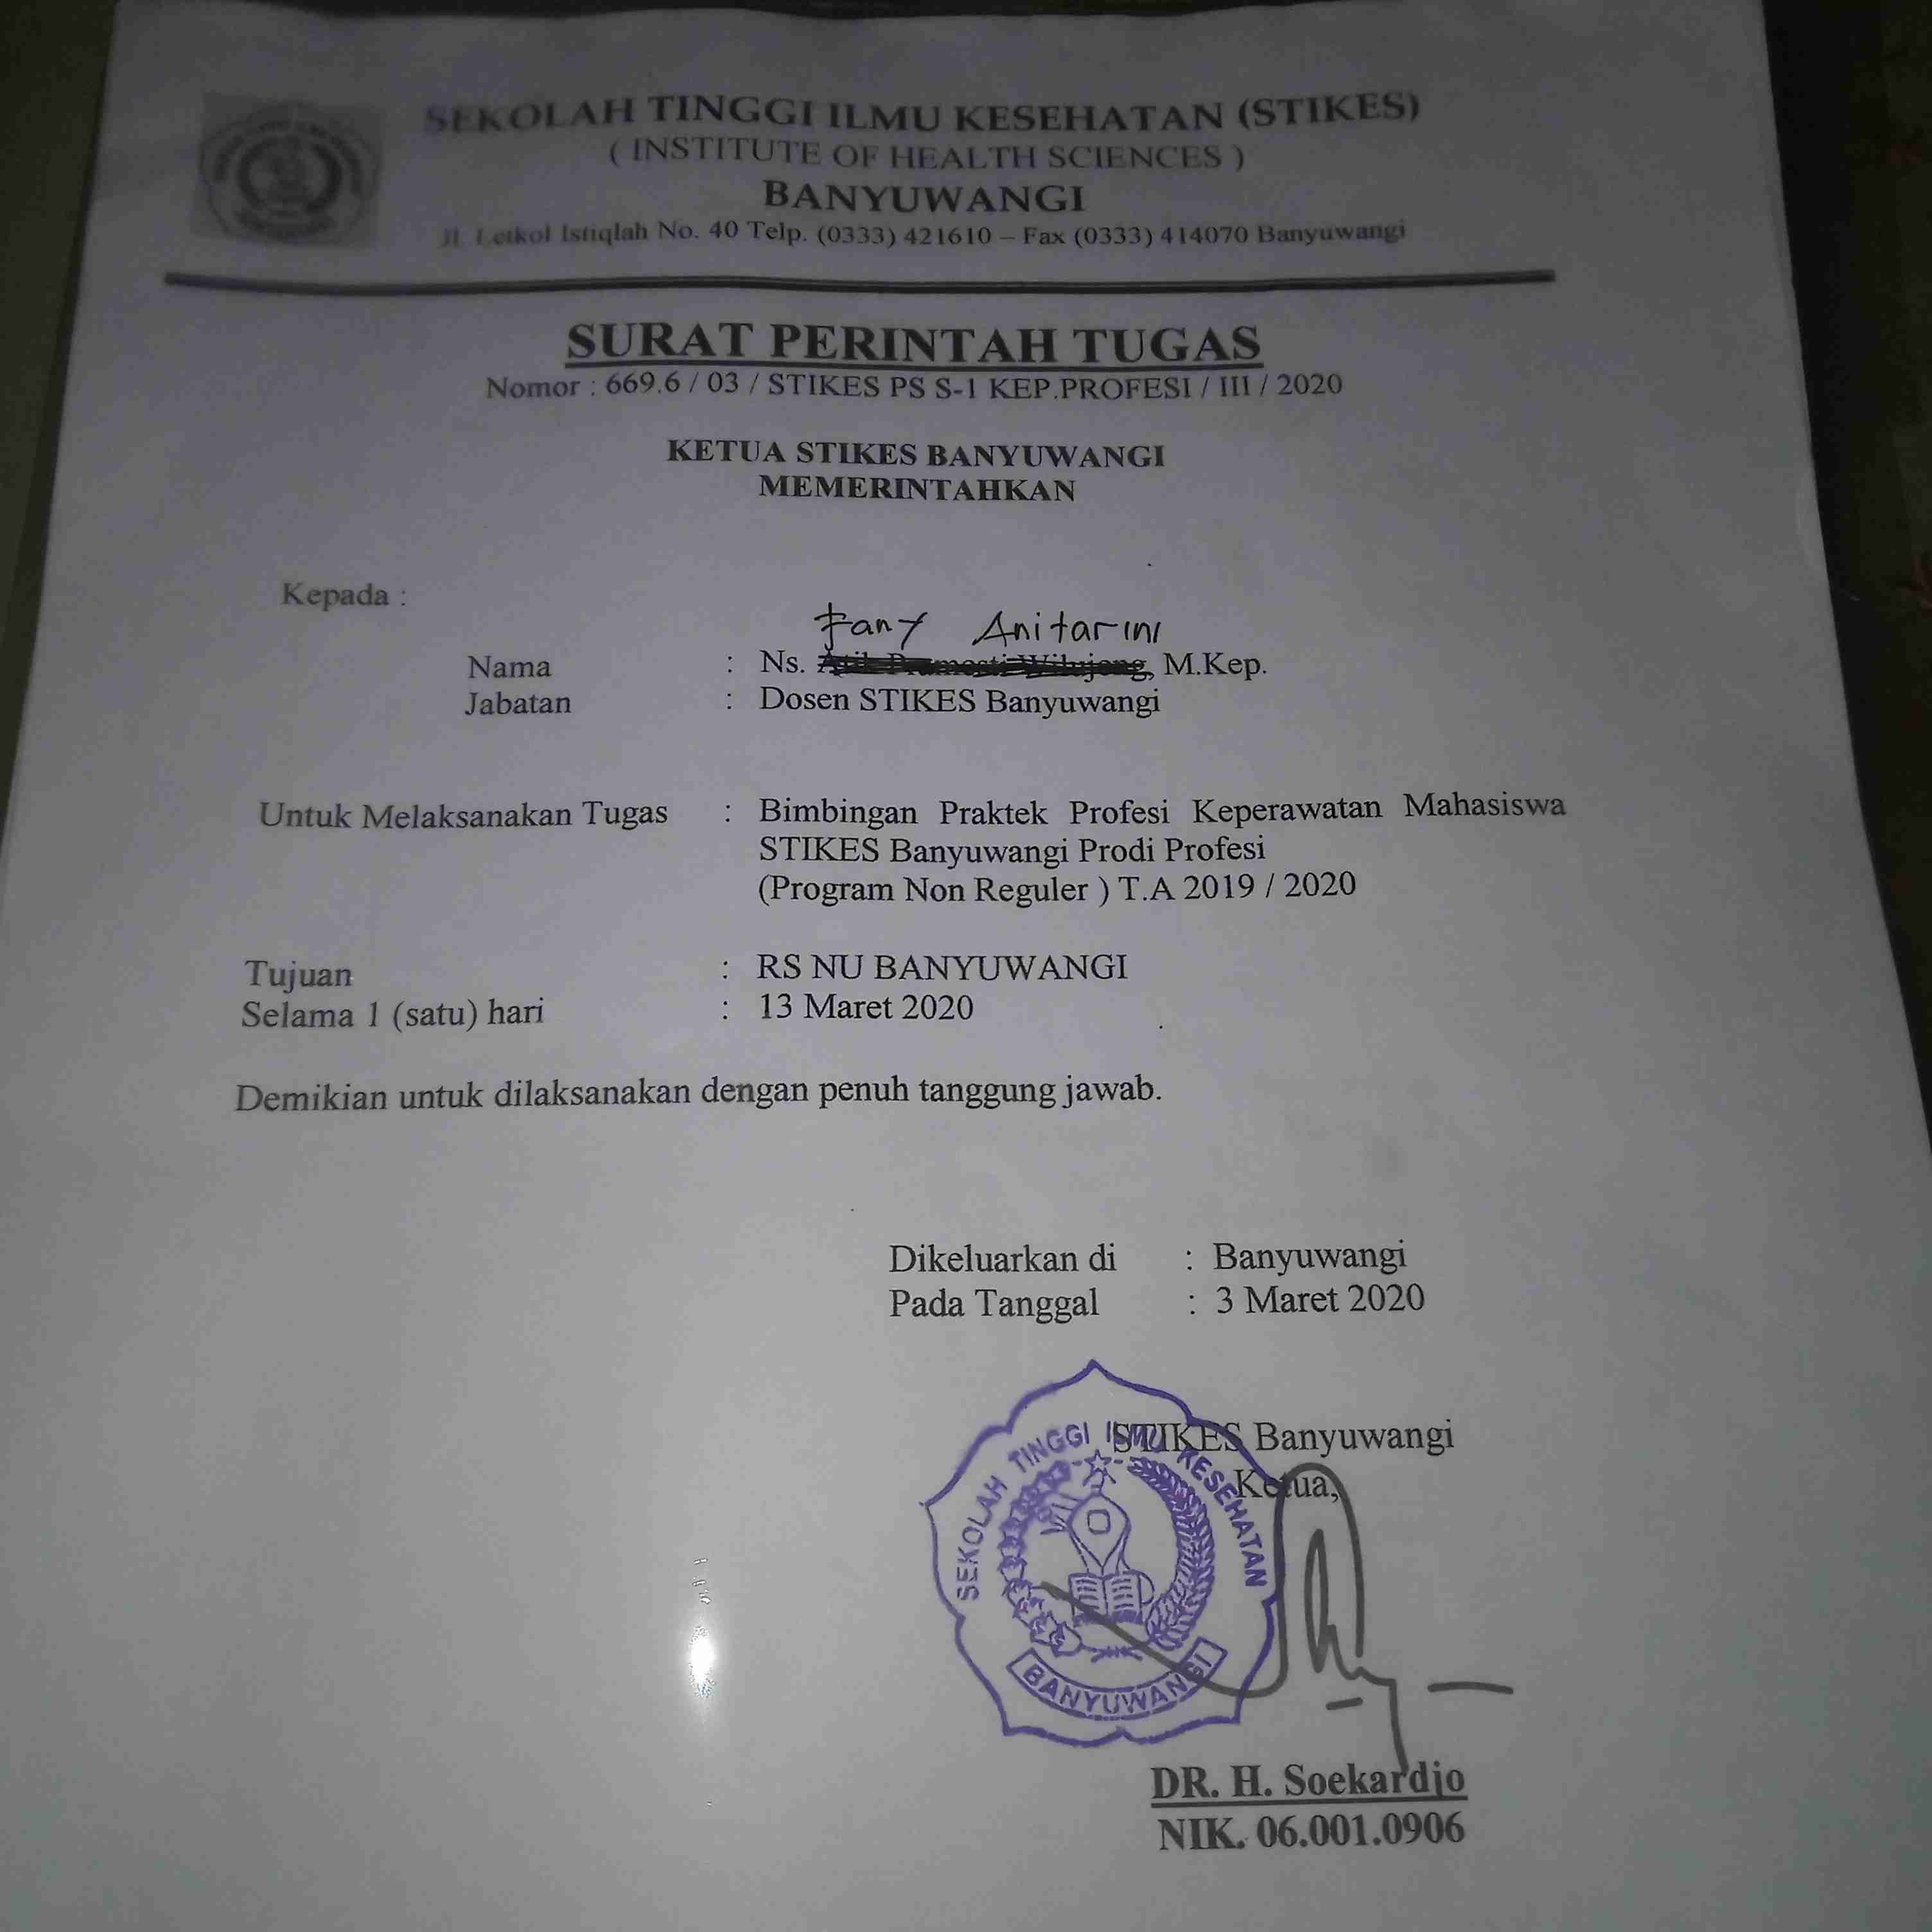 SEKOLAH TINGGI ILMU KESEHATAN (STIKES)
( INSTITUTE OF HEALTH SCIENCES )
BANYUWANGI
Jl. Letkol Istiqlah No. 40 Telp. (0333) 421610 – Fax (0333) 414070 Banyuwangi
SURAT PERINTAH TUGAS
Nomor : 669.6 / 03 / STIKES PS S-1 KEP.PROFESI / III / 2020
KETUA STIKES BANYUWANGI
MEMERINTAHKAN
Kepada :
Fany Anitarini
Nama : Ns. M.Kep.
Jabatan : Dosen STIKES Banyuwangi
Untuk Melaksanakan Tugas : Bimbingan Praktek Profesi Keperawatan Mahasiswa
STIKES Banyuwangi Prodi Profesi
(Program Non Reguler ) T.A 2019 / 2020
Tujuan : RS NU BANYUWANGI
Selama 1 (satu) hari : 13 Maret 2020
Demikian untuk dilaksanakan dengan penuh tanggung jawab.
Dikeluarkan di : Banyuwangi
Pada Tanggal : 3 Maret 2020
STIKES Banyuwangi
Ketua,
SEKOLAH TINGGI ILMU KESEHATAN
BANYUWANGI
DR. H. Soekardjo
NIK. 06.001.0906